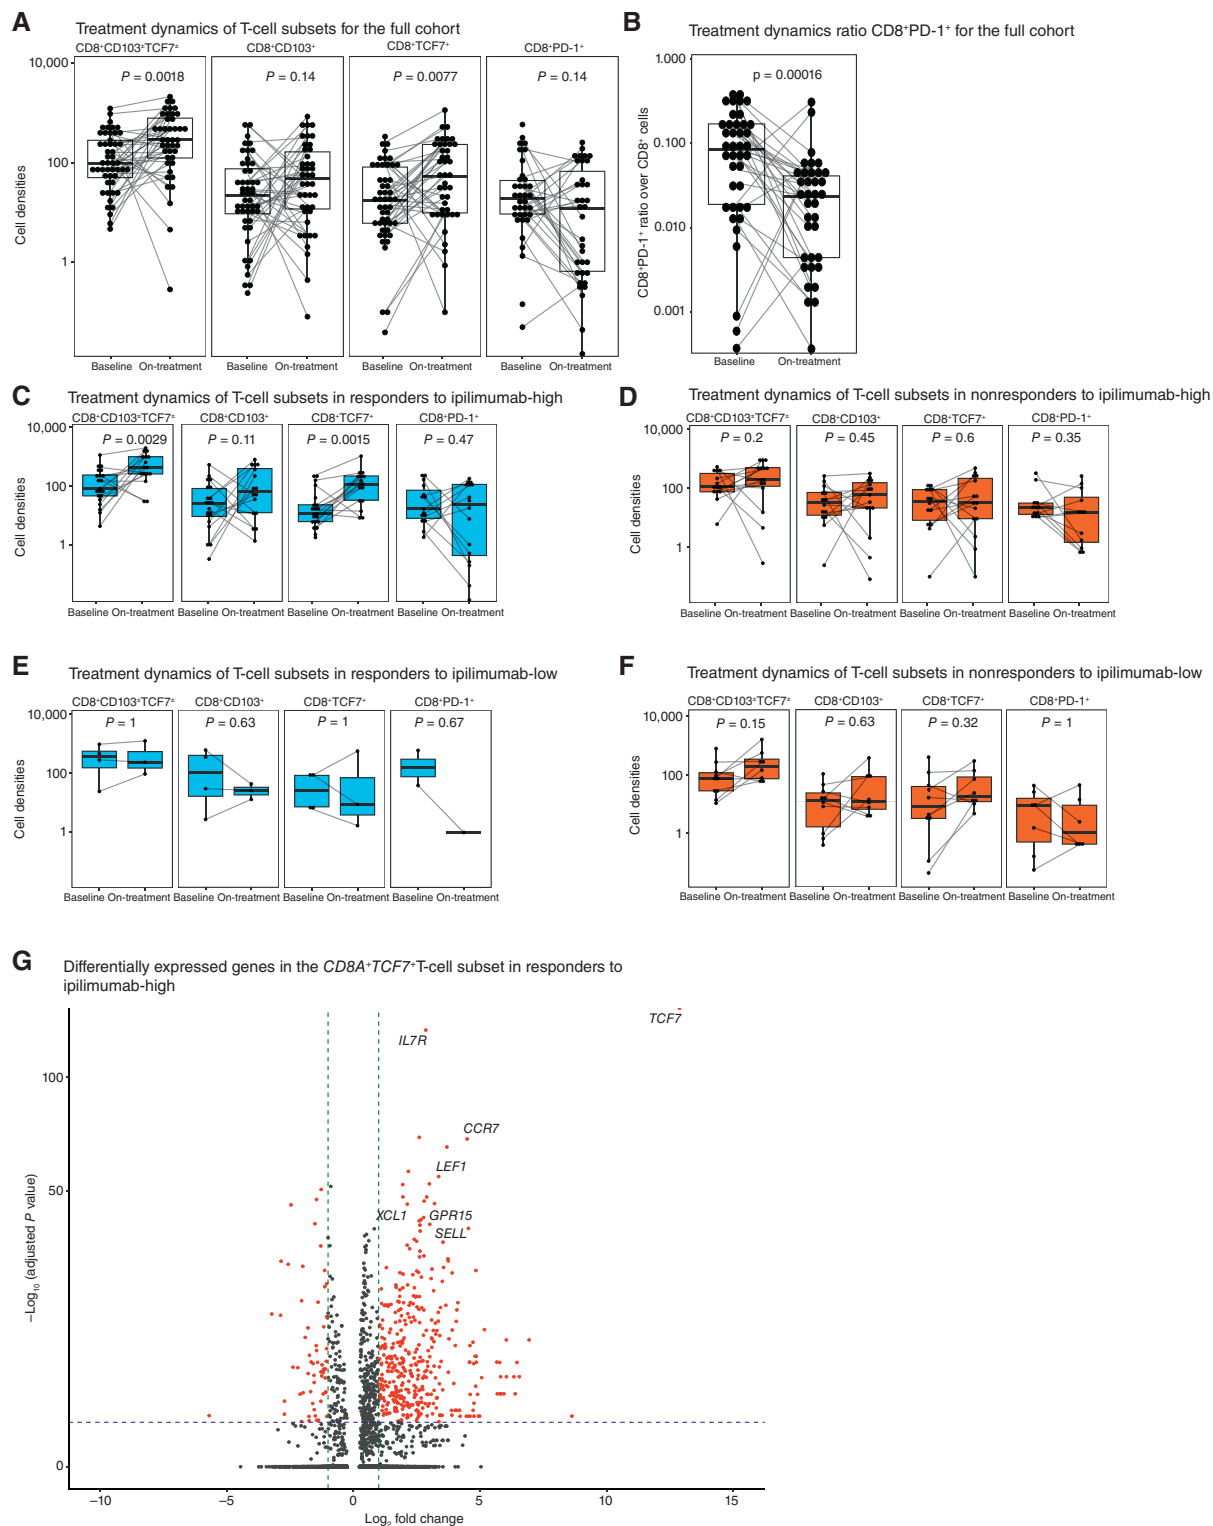 A
Treatment dynamics of T-cell subsets for the full cohort
CD8⁺CD103±TCF7±
CD8⁺CD103⁺
CD8⁺TCF7⁺
CD8⁺PD-1⁺
P = 0.0018
P = 0.14
P = 0.0077
P = 0.14
Cell densities
10,000
100
1
Baseline On-treatment
Baseline On-treatment
Baseline On-treatment
Baseline On-treatment
B
Treatment dynamics ratio CD8⁺PD-1⁺ for the full cohort
p = 0.00016
CD8⁺PD-1⁺ ratio over CD8⁺ cells
1.000
0.100
0.010
0.001
Baseline
On-treatment
C
Treatment dynamics of T-cell subsets in responders to ipilimumab-high
CD8⁺CD103±TCF7±
CD8⁺CD103⁺
CD8⁺TCF7⁺
CD8⁺PD-1⁺
P = 0.0029
P = 0.11
P = 0.0015
P = 0.47
Cell densities
10,000
100
1
Baseline On-treatment
Baseline On-treatment
Baseline On-treatment
Baseline On-treatment
D
Treatment dynamics of T-cell subsets in nonresponders to ipilimumab-high
CD8⁺CD103±TCF7±
CD8⁺CD103⁺
CD8⁺TCF7⁺
CD8⁺PD-1⁺
P = 0.2
P = 0.45
P = 0.6
P = 0.35
Cell densities
10,000
100
1
Baseline On-treatment
Baseline On-treatment
Baseline On-treatment
Baseline On-treatment
E
Treatment dynamics of T-cell subsets in responders to ipilimumab-low
CD8⁺CD103±TCF7±
CD8⁺CD103⁺
CD8⁺TCF7⁺
CD8⁺PD-1⁺
P = 1
P = 0.63
P = 1
P = 0.67
Cell densities
10,000
100
1
Baseline On-treatment
Baseline On-treatment
Baseline On-treatment
Baseline On-treatment
F
Treatment dynamics of T-cell subsets in nonresponders to ipilimumab-low
CD8⁺CD103±TCF7±
CD8⁺CD103⁺
CD8⁺TCF7⁺
CD8⁺PD-1⁺
P = 0.15
P = 0.63
P = 0.32
P = 1
Cell densities
10,000
100
1
Baseline On-treatment
Baseline On-treatment
Baseline On-treatment
Baseline On-treatment
G
Differentially expressed genes in the CD8A⁺TCF7⁺T-cell subset in responders to
ipilimumab-high
TCF7
IL7R
CCR7
LEF1
XCL1
GPR15
SELL
−Log₁₀ (adjusted P value)
100
50
0
−10
−5
0
5
10
15
Log₂ fold change